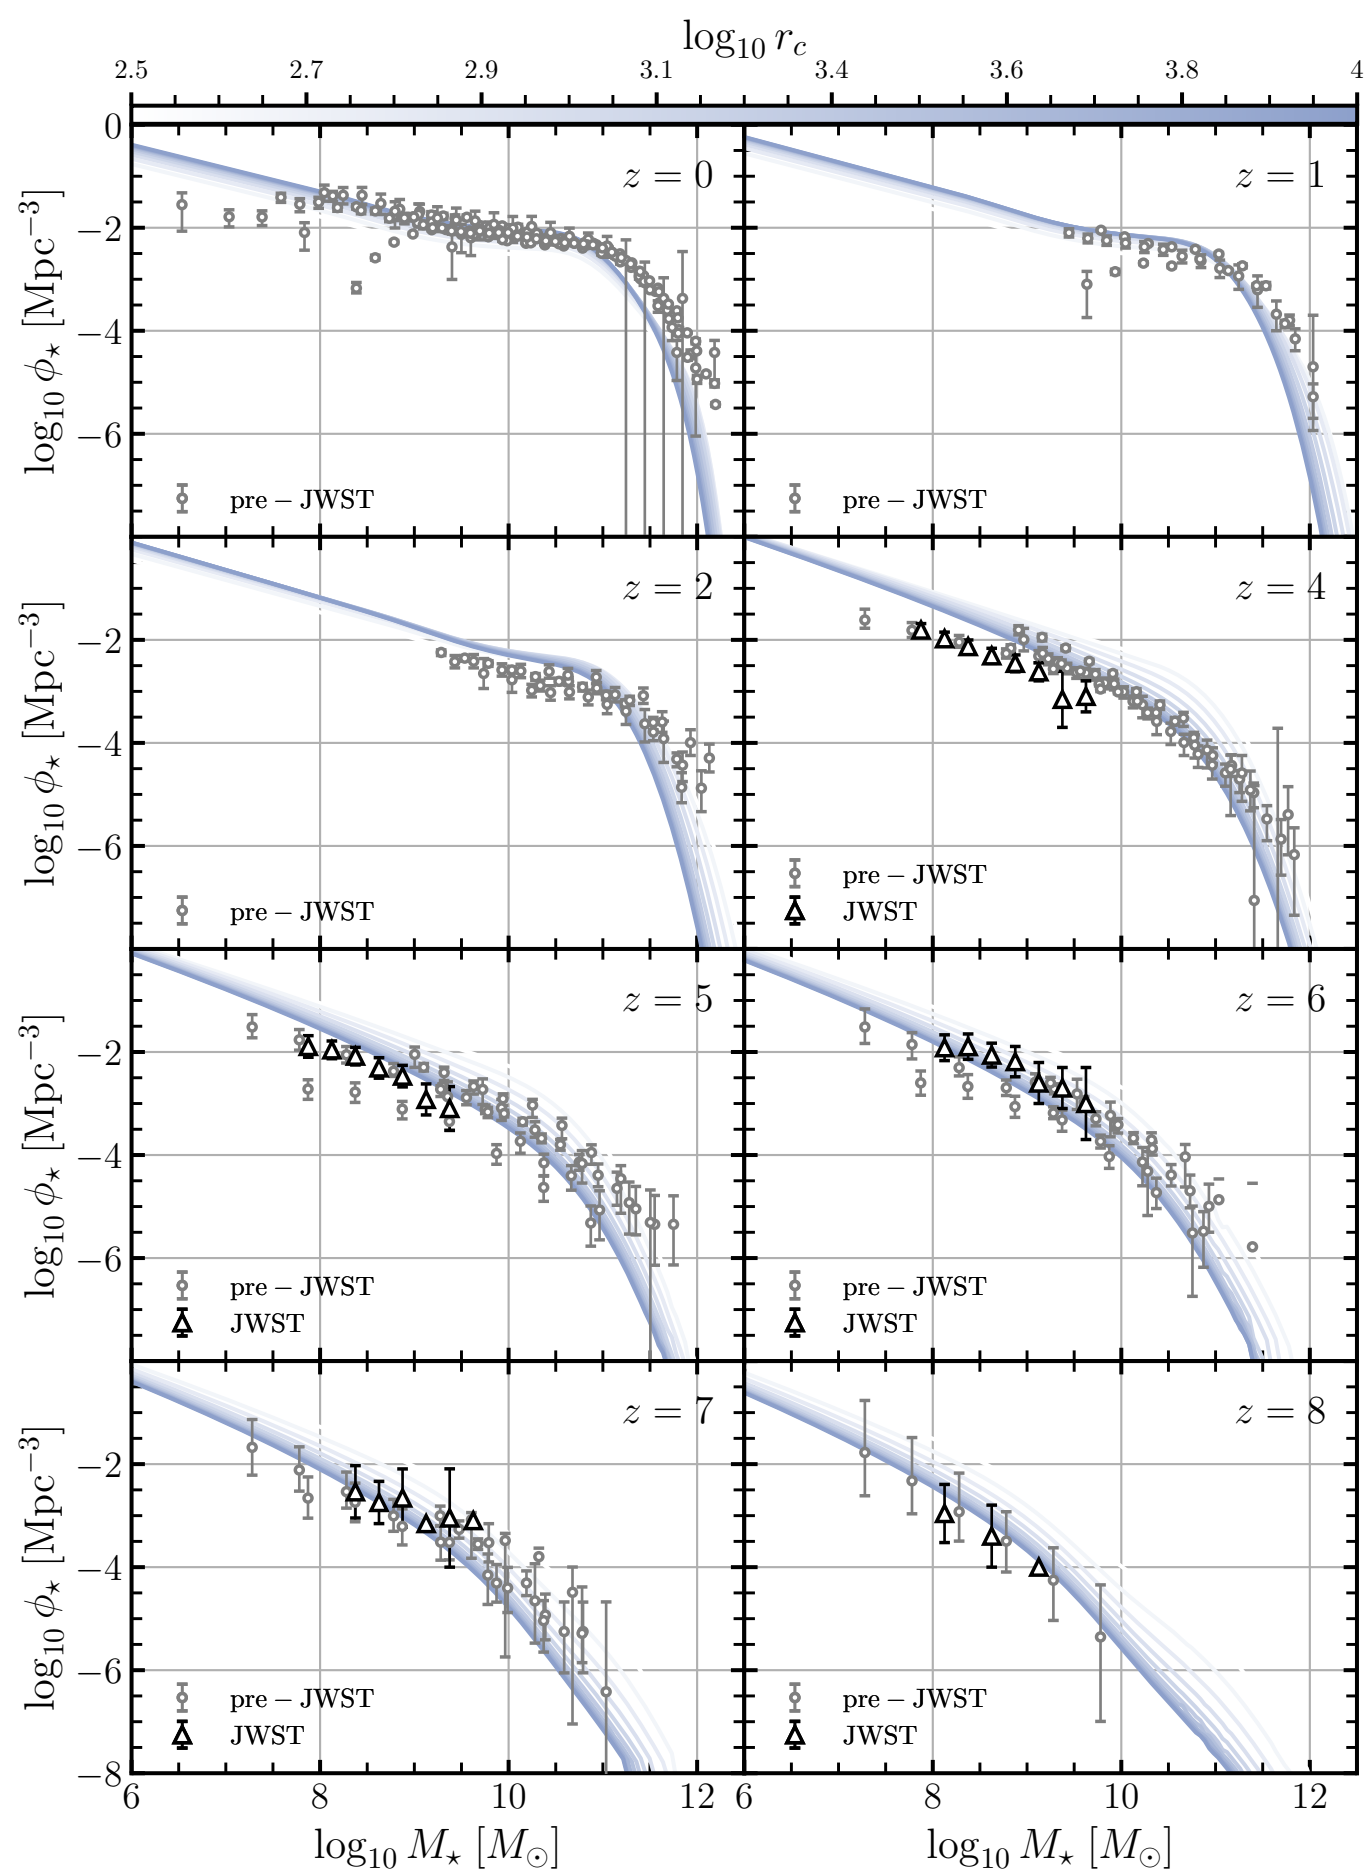 log₁₀ r_c
2.5 2.7 2.9 3.1 3.4 3.6 3.8 4
0
−2
−4
−6
log₁₀ ϕ⋆ [Mpc⁻³]
z = 0
pre − JWST
z = 1
pre − JWST
−2
−4
−6
log₁₀ ϕ⋆ [Mpc⁻³]
z = 2
pre − JWST
z = 4
pre − JWST
JWST
−2
−4
−6
log₁₀ ϕ⋆ [Mpc⁻³]
z = 5
pre − JWST
JWST
z = 6
pre − JWST
JWST
−2
−4
−6
−8
log₁₀ ϕ⋆ [Mpc⁻³]
z = 7
pre − JWST
JWST
z = 8
pre − JWST
JWST
6 8 10 12 6 8 10 12
log₁₀ M⋆ [M⊙] log₁₀ M⋆ [M⊙]